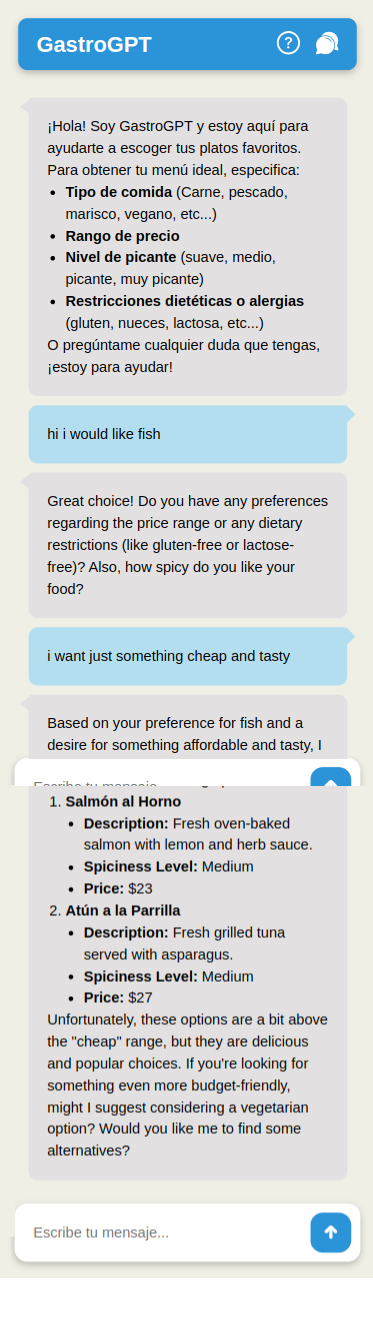 GastroGPT
¡Hola! Soy GastroGPT y estoy aquí para
ayudarte a escoger tus platos favoritos.
Para obtener tu menú ideal, especifica:
• Tipo de comida (Carne, pescado,
marisco, vegano, etc...)
• Rango de precio
• Nivel de picante (suave, medio,
picante, muy picante)
• Restricciones dietéticas o alergias
(gluten, nueces, lactosa, etc...)
O pregúntame cualquier duda que tengas,
¡estoy para ayudar!
hi i would like fish
Great choice! Do you have any preferences
regarding the price range or any dietary
restrictions (like gluten-free or lactose-
free)? Also, how spicy do you like your
food?
i want just something cheap and tasty
Based on your preference for fish and a
desire for something affordable and tasty, I
Escribe tu mensaje...
1. Salmón al Horno
• Description: Fresh oven-baked
salmon with lemon and herb sauce.
• Spiciness Level: Medium
• Price: $23
2. Atún a la Parrilla
• Description: Fresh grilled tuna
served with asparagus.
• Spiciness Level: Medium
• Price: $27
Unfortunately, these options are a bit above
the "cheap" range, but they are delicious
and popular choices. If you're looking for
something even more budget-friendly,
might I suggest considering a vegetarian
option? Would you like me to find some
alternatives?
Escribe tu mensaje...